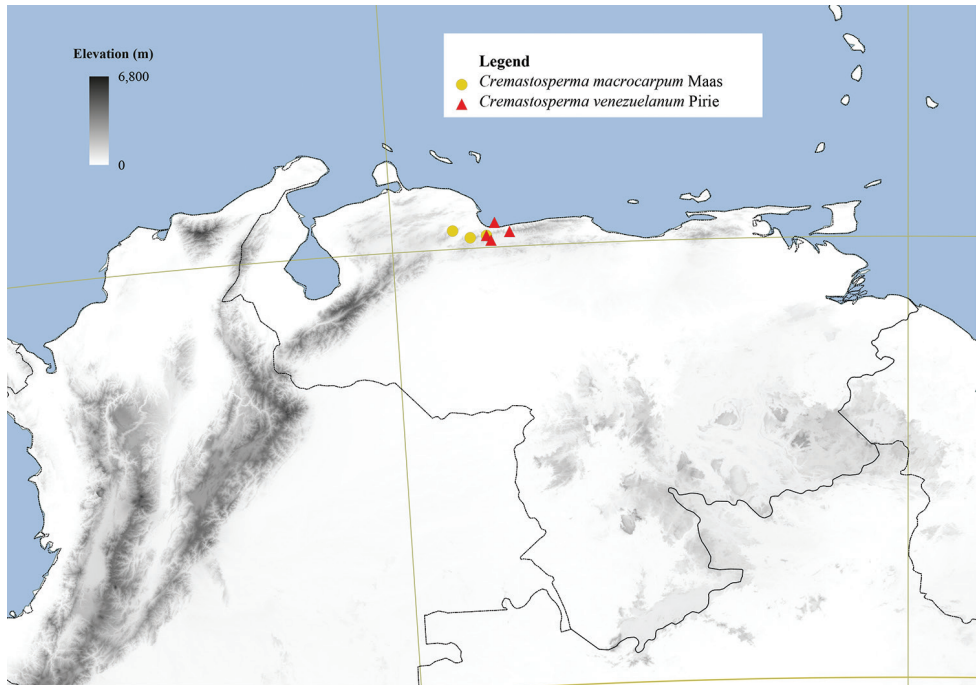 Elevation (m)
6,800
0
Legend
Cremastosperma macrocarpum Maas
Cremastosperma venezuelanum Pirie